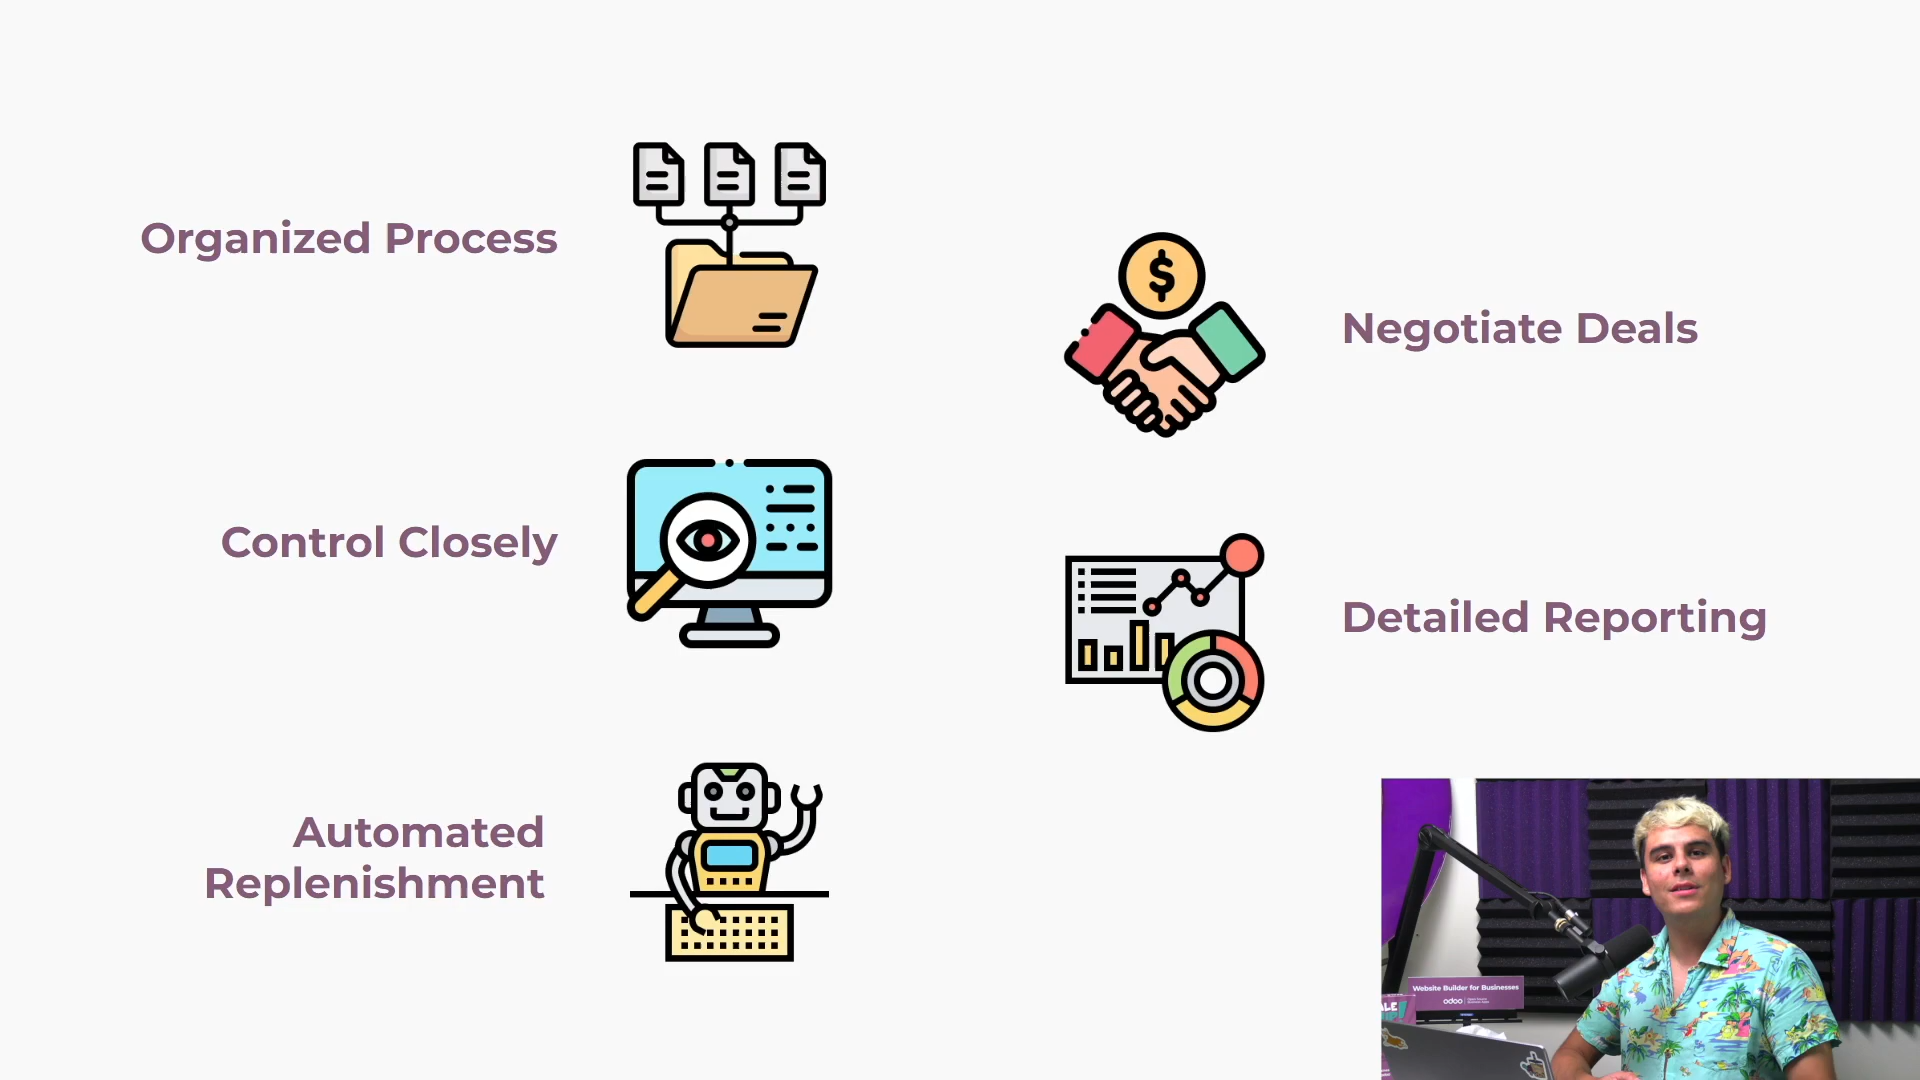 Organized Process
Negotiate Deals
Control Closely
Detailed Reporting
Automated
Replenishment
$
Website Builder for Businesses
odoo